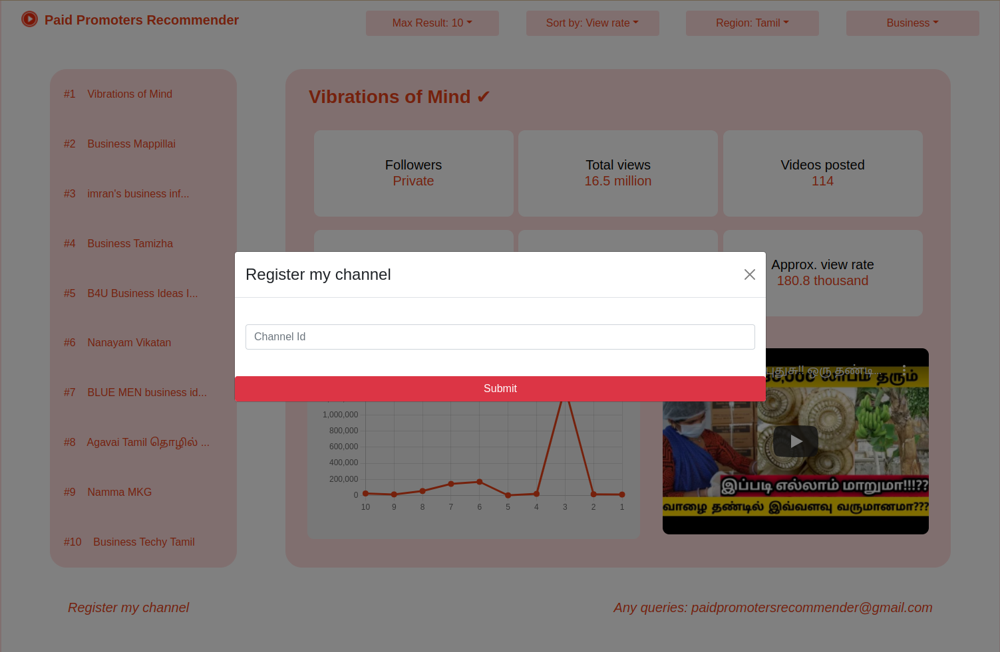 Paid Promoters Recommender
Max Result: 10
Sort by: View rate
Region: Tamil
Business
#1 Vibrations of Mind
#2 Business Mappillai
#3 imran's business inf...
#4 Business Tamizha
#5 B4U Business Ideas I...
#6 Nanayam Vikatan
#7 BLUE MEN business id...
#8 Agavai Tamil தொழில் ...
#9 Namma MKG
#10 Business Techy Tamil
Vibrations of Mind ✔
Followers
Private
Total views
16.5 million
Videos posted
114
Approx. view rate
180.8 thousand
Register my channel
Channel Id
Submit
1,000,000
800,000
600,000
400,000
200,000
0
10 9 8 7 6 5 4 3 2 1
புதுசு!! ஒரு தண்டி...
லாபம் தரும்
இப்படி எல்லாம் மாறுமா!!!??
வாழை தண்டில் இவ்வளவு வருமானமா???
Register my channel
Any queries: paidpromotersrecommender@gmail.com